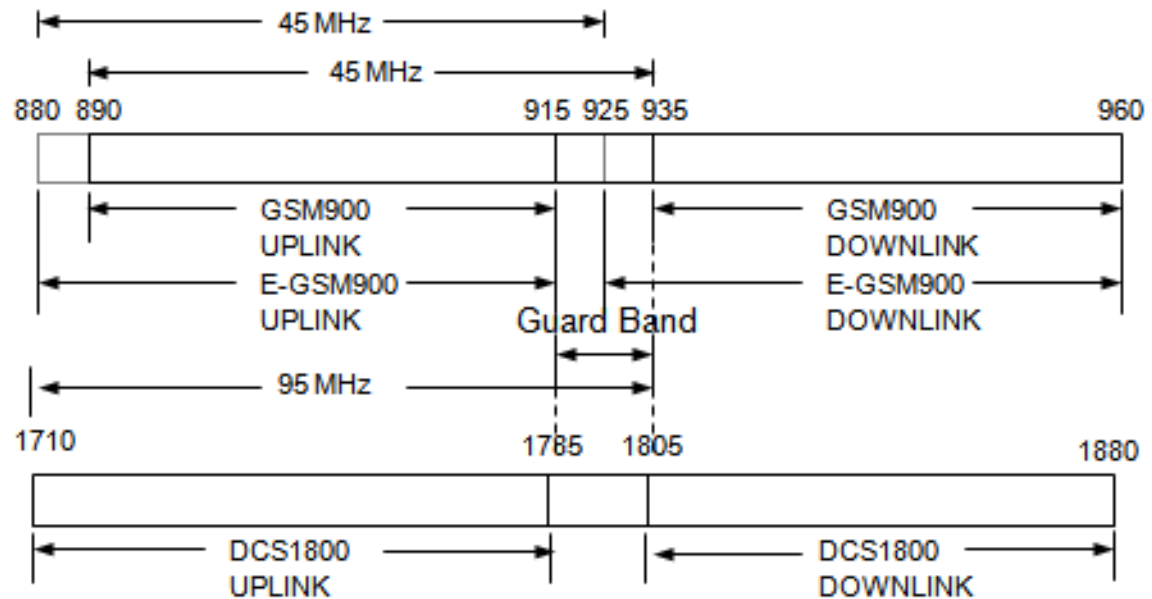 45 MHz
45 MHz
880 890 915 925 935 960
GSM900 GSM900
UPLINK DOWNLINK
E-GSM900 E-GSM900
UPLINK DOWNLINK
Guard Band
95 MHz
1710 1785 1805 1880
DCS1800 DCS1800
UPLINK DOWNLINK